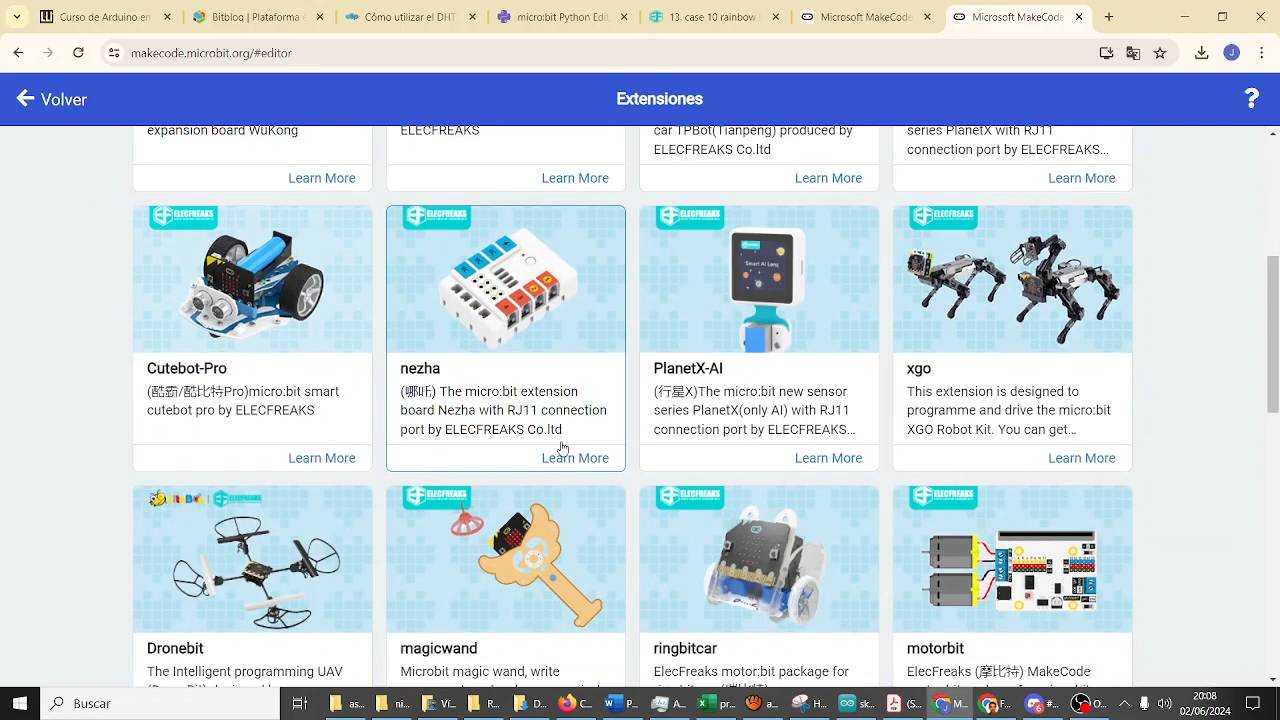 Curso de Arduino en
Bitbloq | Plataforma d
Cómo utilizar el DHT
micro:bit Python Edit
13. case 10 rainbow l
Microsoft MakeCode
Microsoft MakeCode
makecode.microbit.org/#editor
J
Volver
Extensiones
?
expansion board WuKong
Learn More
ELECFREAKS
Learn More
car TPBot(Tianpeng) produced by
ELECFREAKS Co.ltd
Learn More
series PlanetX with RJ11
connection port by ELECFREAKS...
Learn More
ELECFREAKS
Cutebot-Pro
(酷霸/酷比特Pro)micro:bit smart
cutebot pro by ELECFREAKS
Learn More
ELECFREAKS
nezha
(哪吒) The micro:bit extension
board Nezha with RJ11 connection
port by ELECFREAKS Co.ltd
Learn More
ELECFREAKS
Smart AI Lens
PlanetX-AI
(行星X)The micro:bit new sensor
series PlanetX(only AI) with RJ11
connection port by ELECFREAKS...
Learn More
ELECFREAKS
xgo
This extension is designed to
programme and drive the micro:bit
XGO Robot Kit. You can get...
Learn More
ELECFREAKS
Dronebit
The Intelligent programming UAV
ELECFREAKS
magicwand
Microbit magic wand, write
ELECFREAKS
ringbitcar
ElecFreaks motor:bit package for
ELECFREAKS
motorbit
ElecFreaks (摩比特) MakeCode
Buscar
20:08
02/06/2024